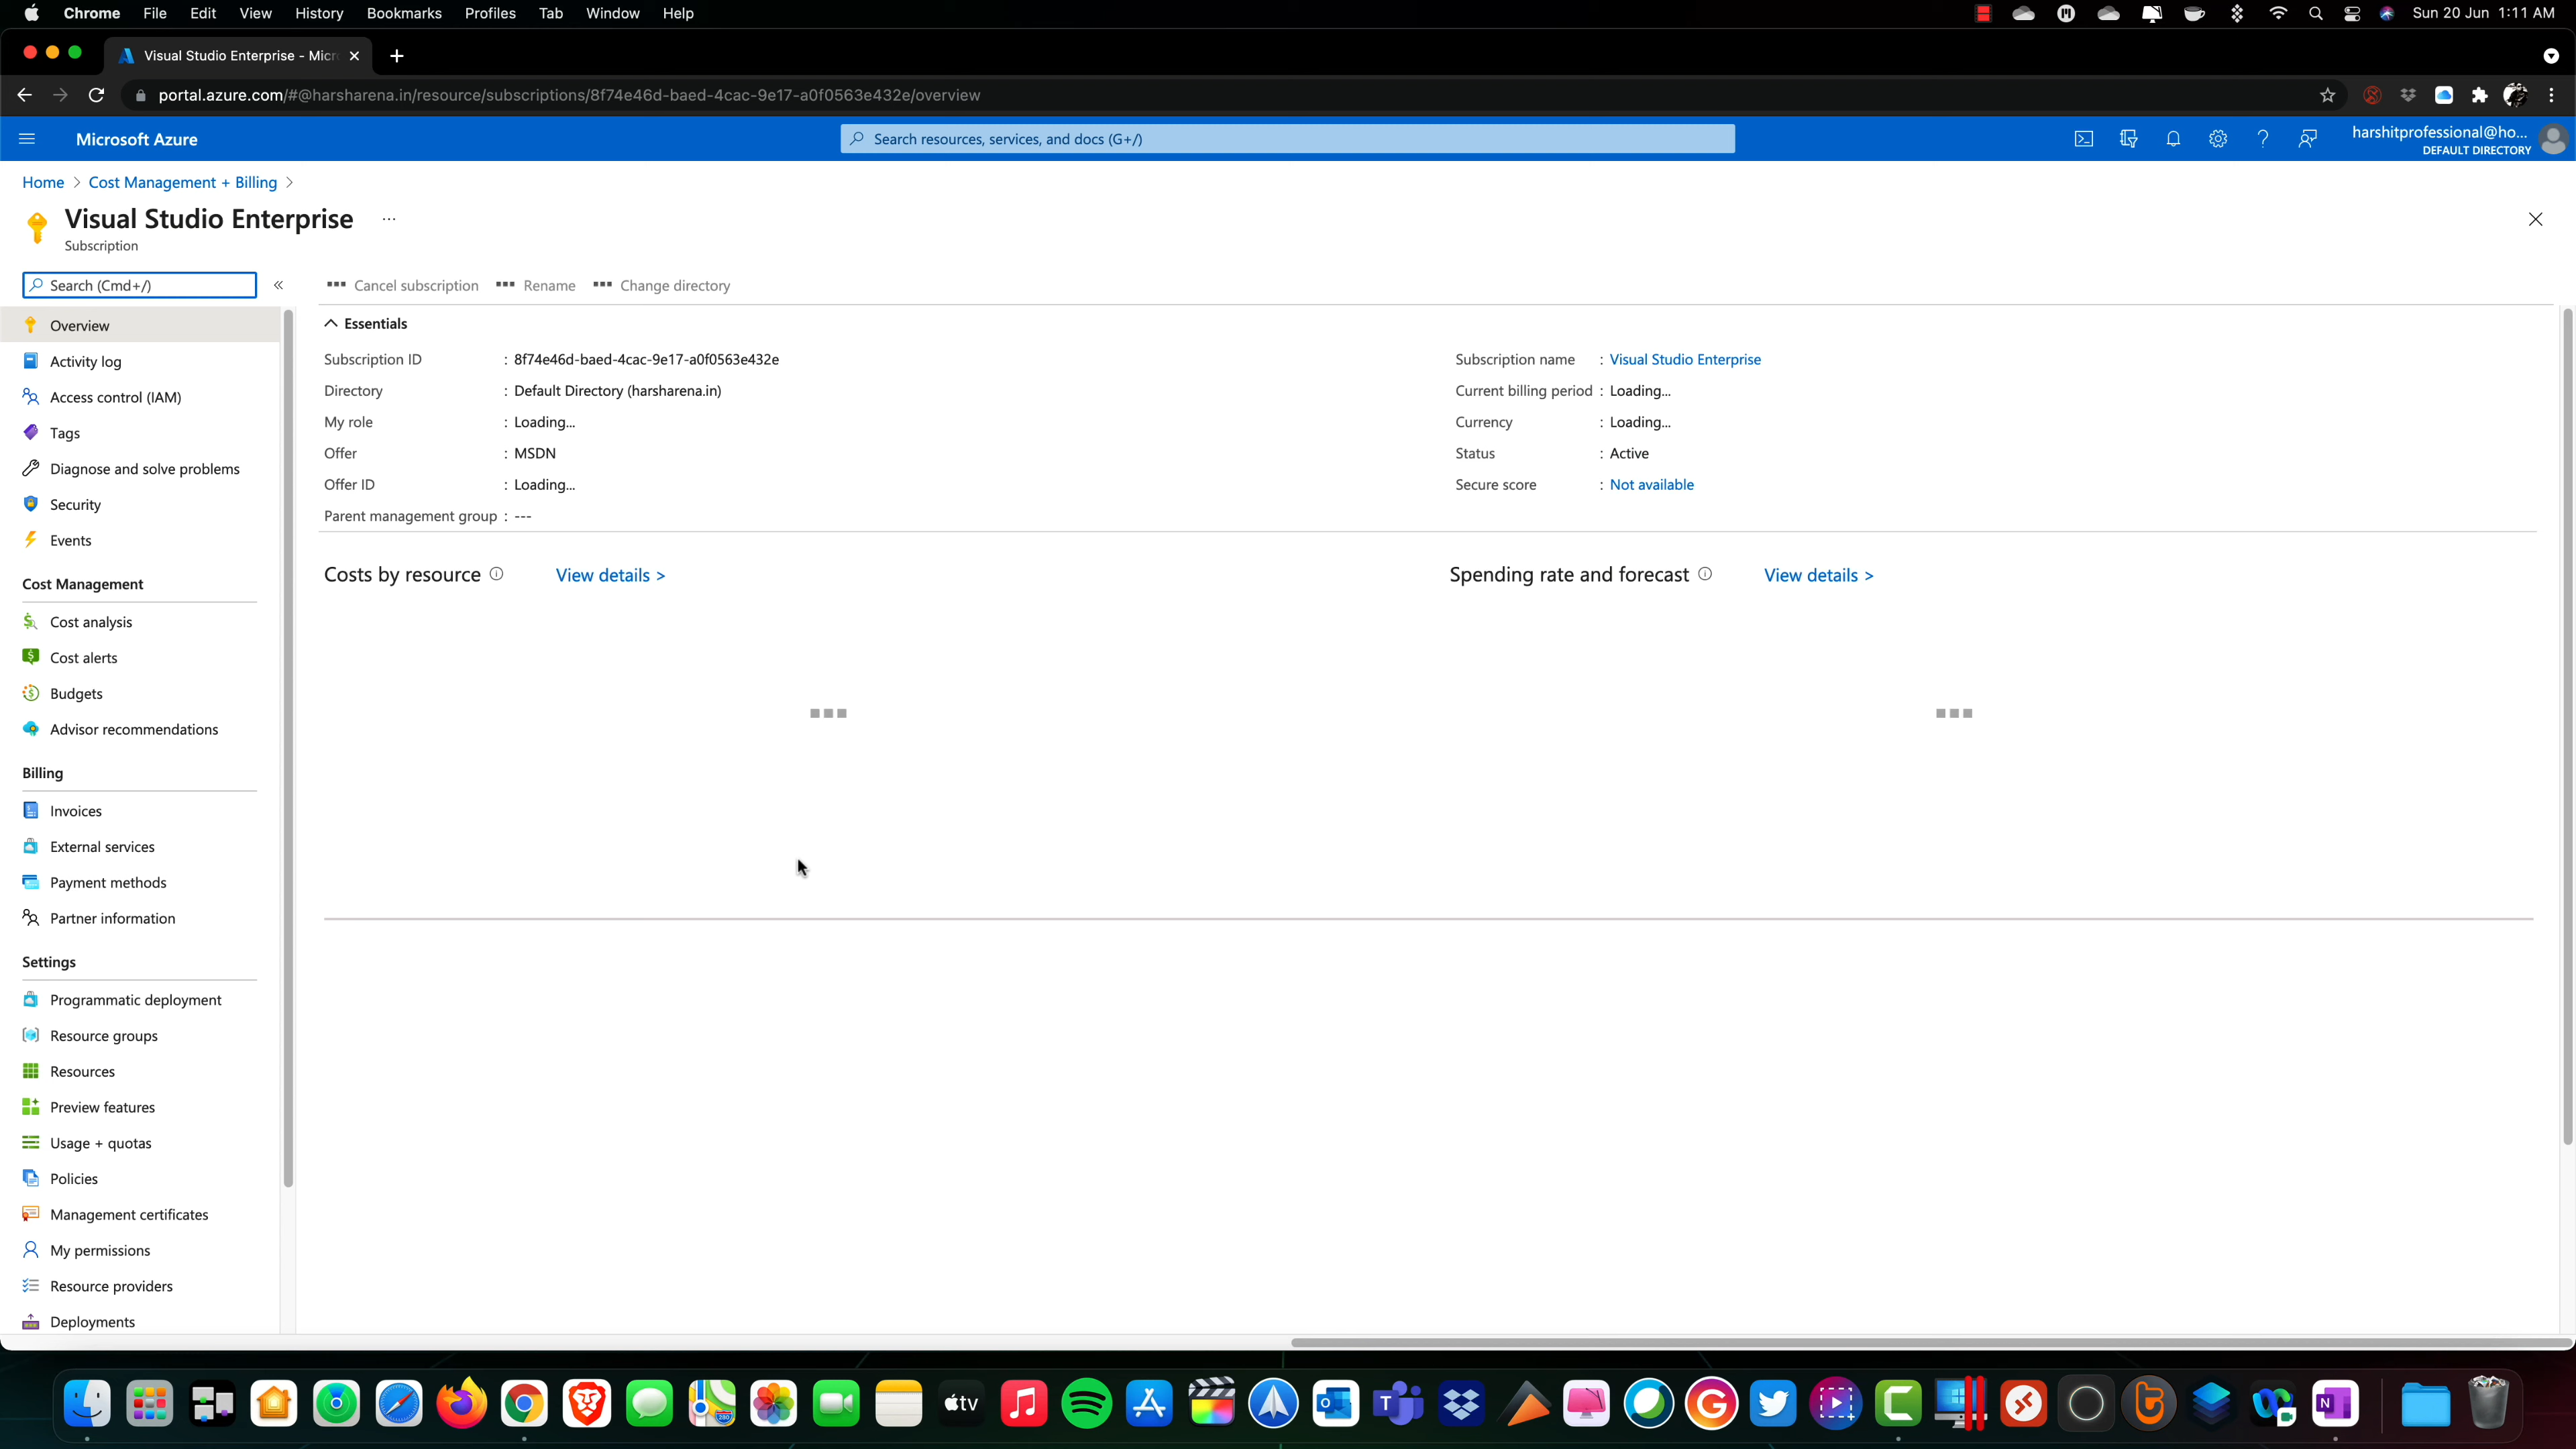 Chrome File Edit View History Bookmarks Profiles Tab Window Help Sun 20 Jun 1:11 AM
Visual Studio Enterprise - Micr
portal.azure.com/#@harsharena.in/resource/subscriptions/8f74e46d-baed-4cac-9e17-a0f0563e432e/overview
Microsoft Azure Search resources, services, and docs (G+/) harshitprofessional@ho...
DEFAULT DIRECTORY
Home > Cost Management + Billing >
Visual Studio Enterprise ...
Subscription
Search (Cmd+/) « Cancel subscription Rename Change directory
Overview
Activity log
Access control (IAM)
Tags
Diagnose and solve problems
Security
Events
Cost Management
Cost analysis
Cost alerts
Budgets
Advisor recommendations
Billing
Invoices
External services
Payment methods
Partner information
Settings
Programmatic deployment
Resource groups
Resources
Preview features
Usage + quotas
Policies
Management certificates
My permissions
Resource providers
Deployments
Essentials
Subscription ID : 8f74e46d-baed-4cac-9e17-a0f0563e432e
Directory : Default Directory (harsharena.in)
My role : Loading...
Offer : MSDN
Offer ID : Loading...
Parent management group : ---
Subscription name : Visual Studio Enterprise
Current billing period : Loading...
Currency : Loading...
Status : Active
Secure score : Not available
Costs by resource View details >
Spending rate and forecast View details >
tv
280